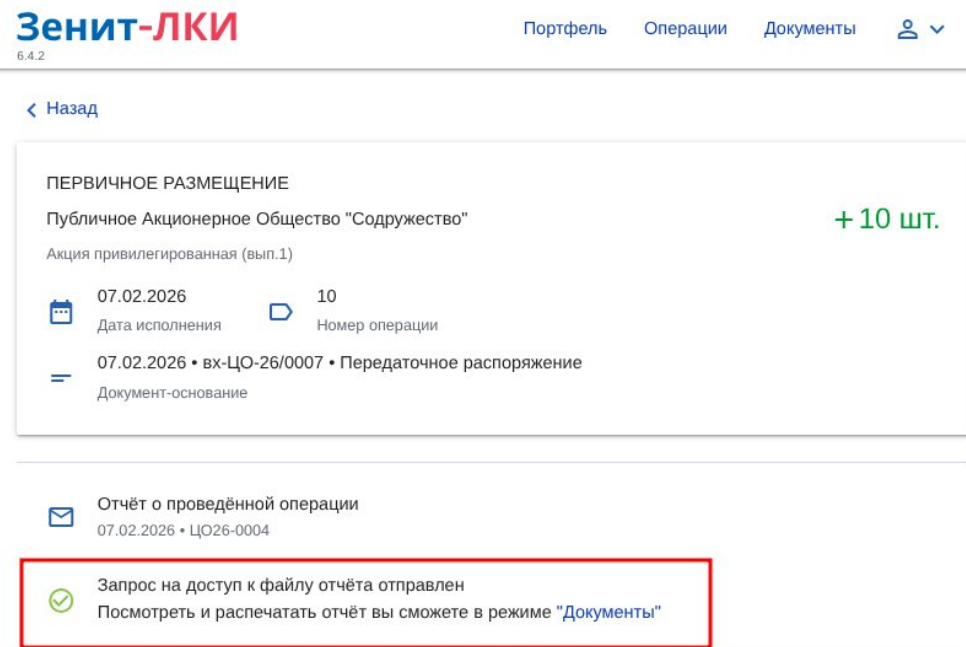 Зенит-ЛКИ
6.4.2
Портфель Операции Документы
Назад
ПЕРВИЧНОЕ РАЗМЕЩЕНИЕ
Публичное Акционерное Общество "Содружество"
+10 шт.
Акция привилегированная (вып.1)
07.02.2026
Дата исполнения
10
Номер операции
07.02.2026 • вх-ЦО-26/0007 • Передаточное распоряжение
Документ-основание
Отчёт о проведённой операции
07.02.2026 • ЦО26-0004
Запрос на доступ к файлу отчёта отправлен
Посмотреть и распечатать отчёт вы сможете в режиме "Документы"